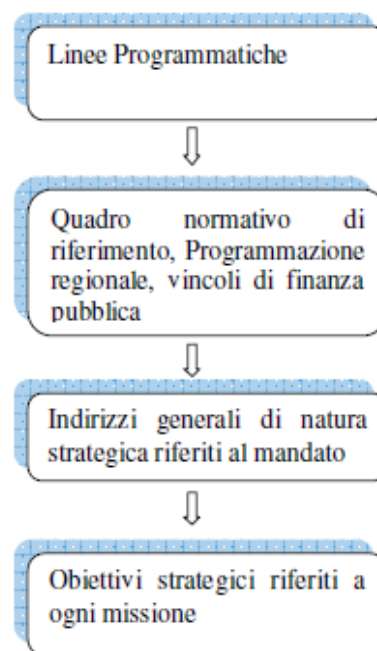 Linee Programmatiche
Quadro normativo di
riferimento, Programmazione
regionale, vincoli di finanza
pubblica
Indirizzi generali di natura
strategica riferiti al mandato
Obiettivi strategici riferiti a
ogni missione